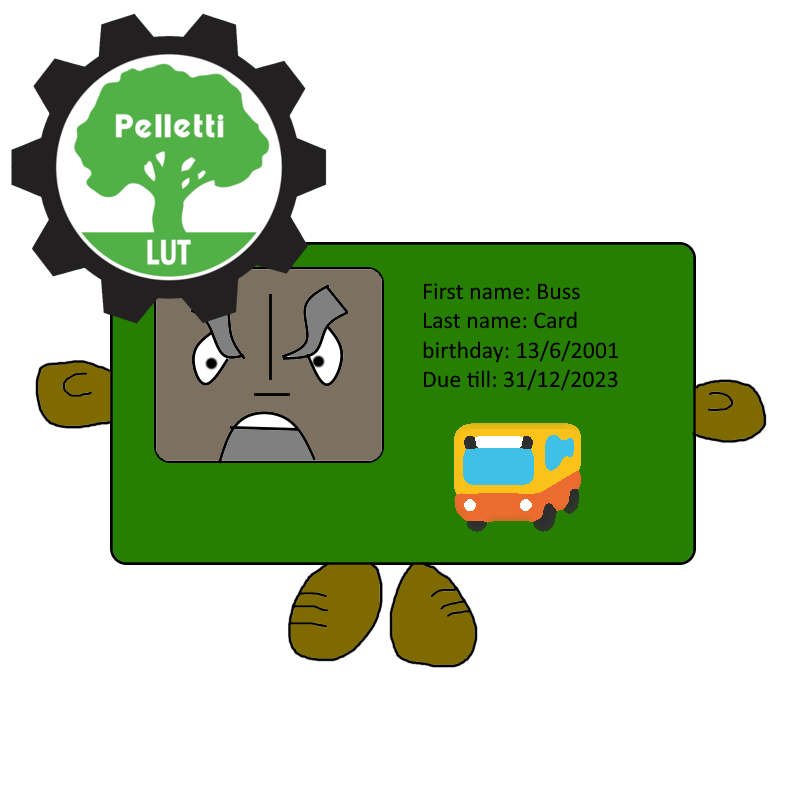 Pelletti
LUT
First name: Buss
Last name: Card
birthday: 13/6/2001
Due till: 31/12/2023